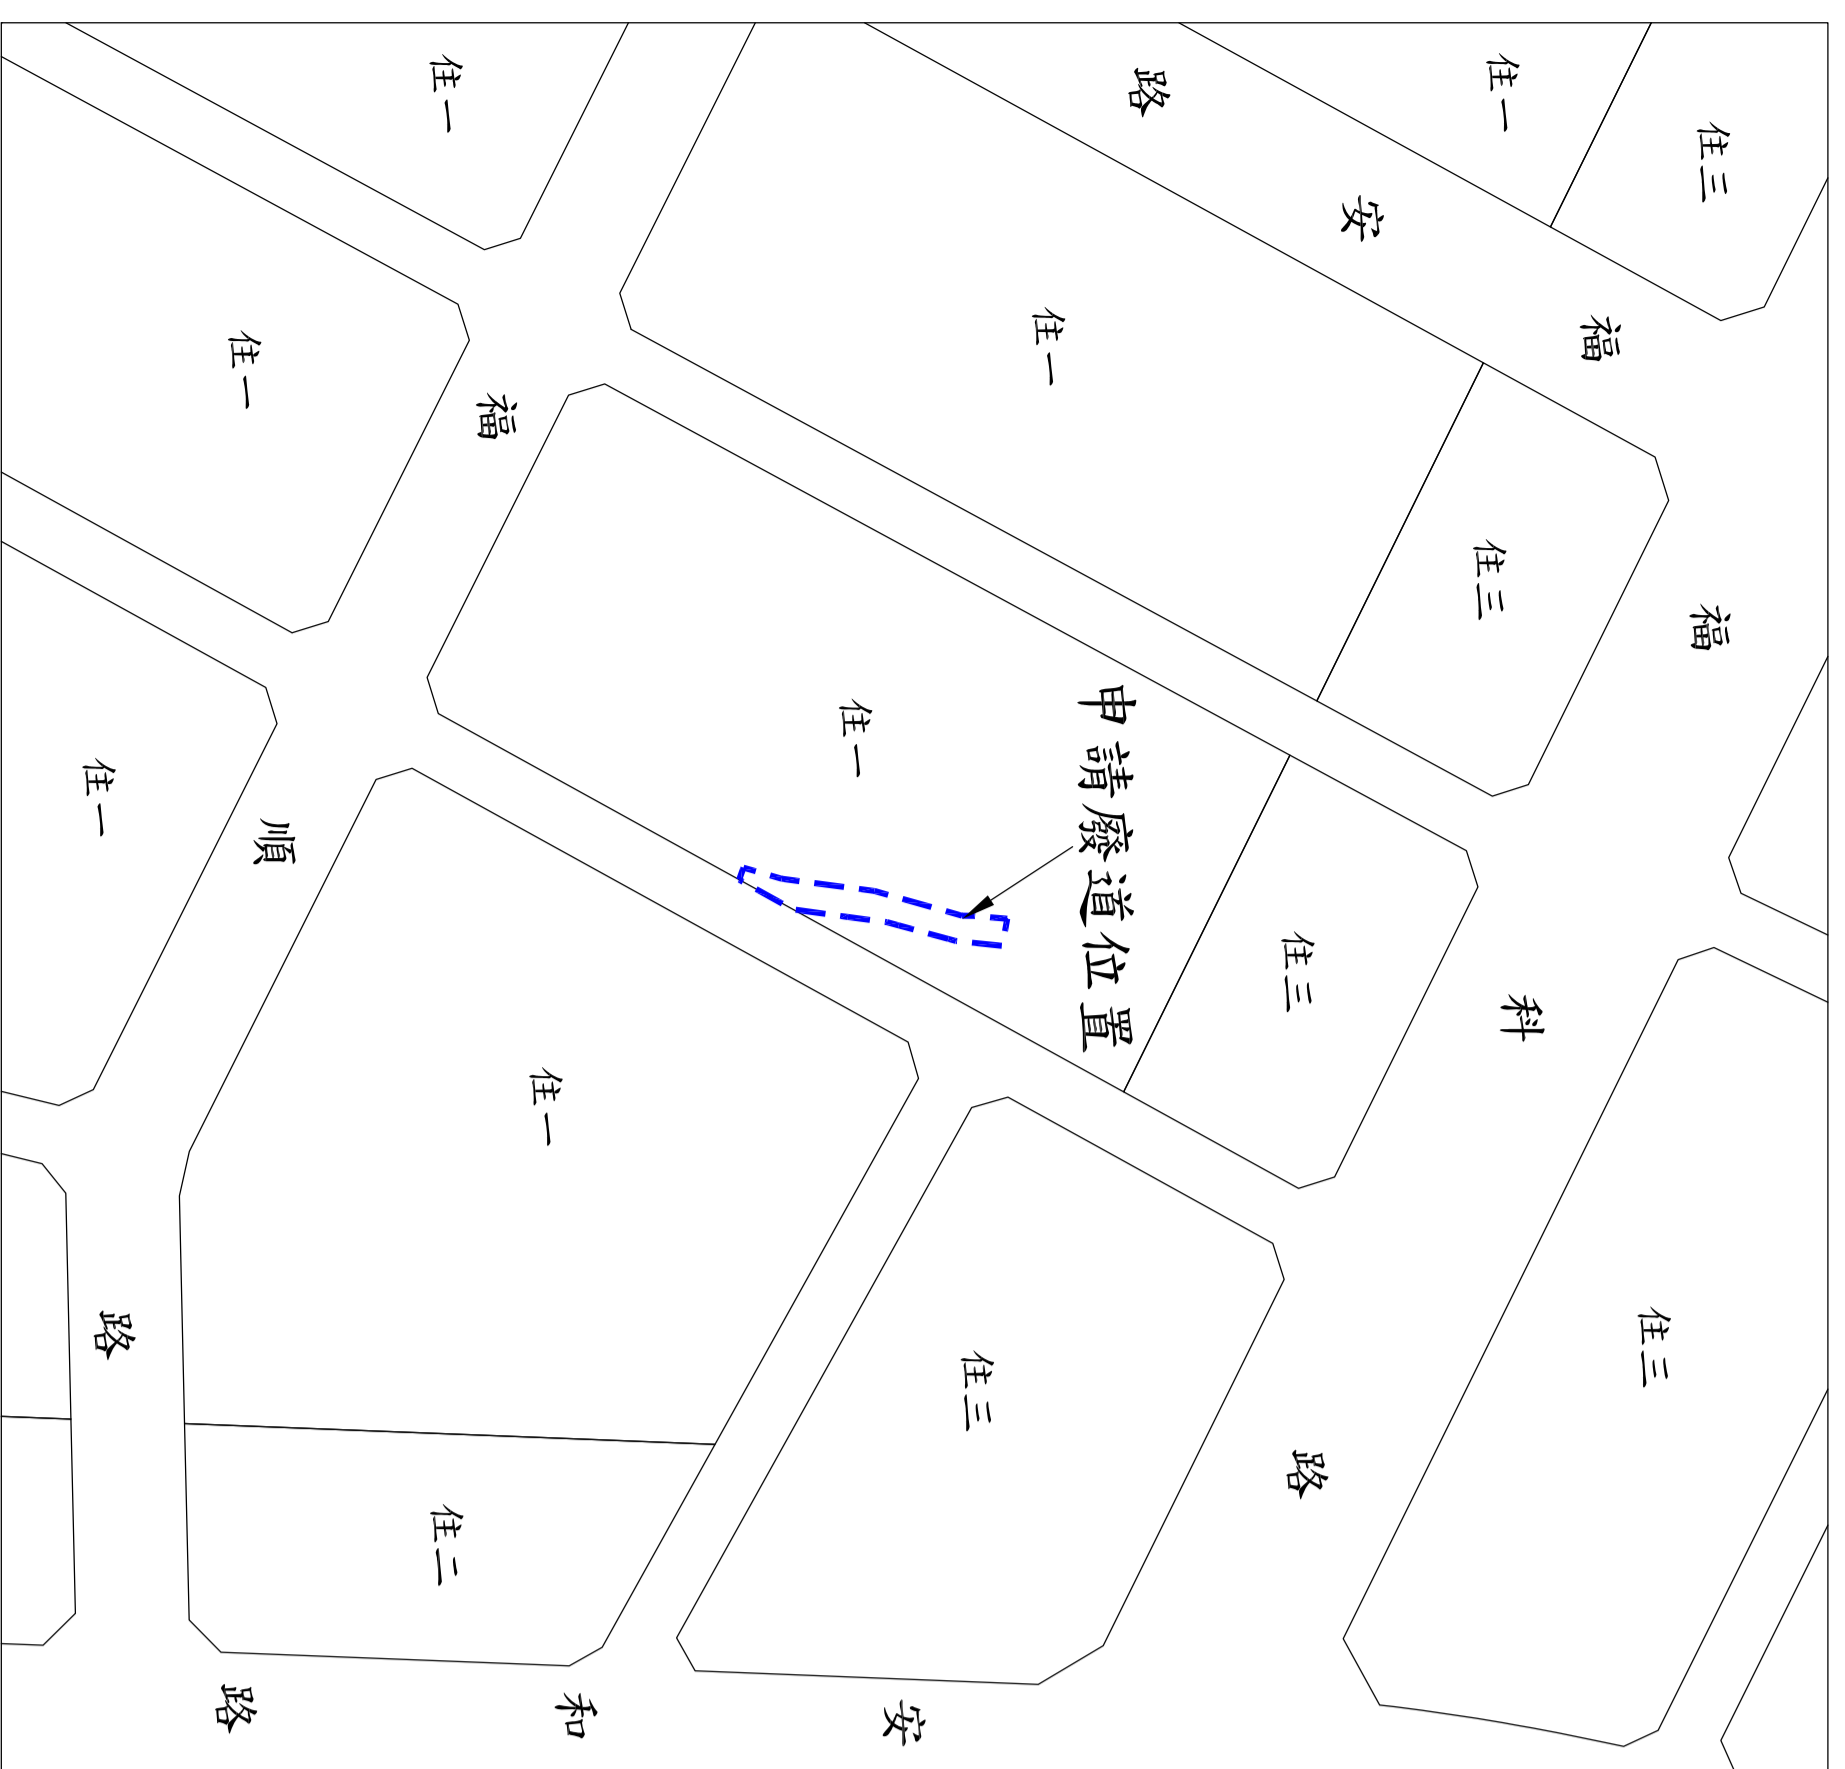 住一
住一
住三
路
安
福
住一
住一
福
住三
福
住一
申請廢道位置
住一
順
住三
科
住一
路
住三
住三
路
住二
路
和
安